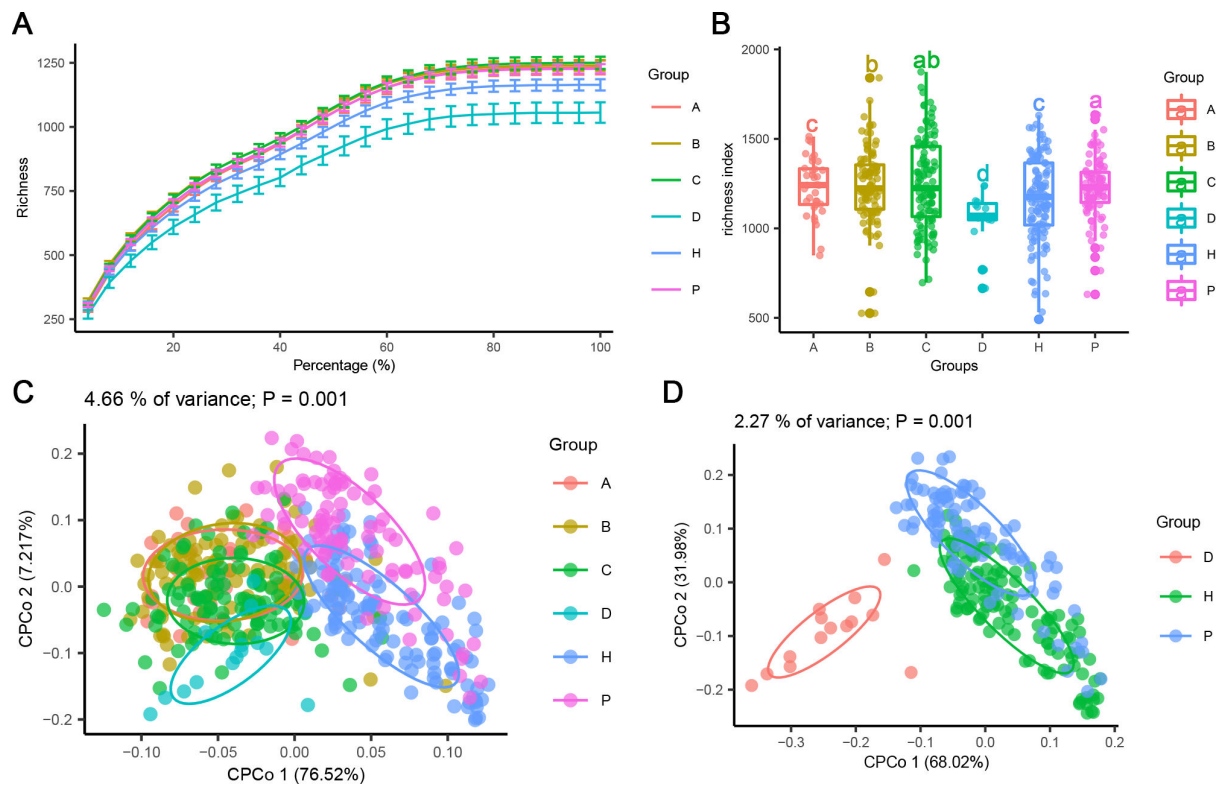 A
1250
1000
750
500
250
Richness
20
40
60
80
100
Percentage (%)
Group
A
B
C
D
H
P
B
2000
1500
1000
500
richness index
c
b
ab
d
c
a
A
B
C
D
H
P
Groups
Group
a A
a B
a C
a D
a H
a P
C
4.66 % of variance; P = 0.001
0.2
0.1
0.0
−0.1
−0.2
CPCo 2 (7.217%)
−0.10
−0.05
0.00
0.05
0.10
CPCo 1 (76.52%)
Group
A
B
C
D
H
P
D
2.27 % of variance; P = 0.001
0.2
0.1
0.0
−0.1
−0.2
CPCo 2 (31.98%)
−0.3
−0.2
−0.1
0.0
0.1
0.2
CPCo 1 (68.02%)
Group
D
H
P